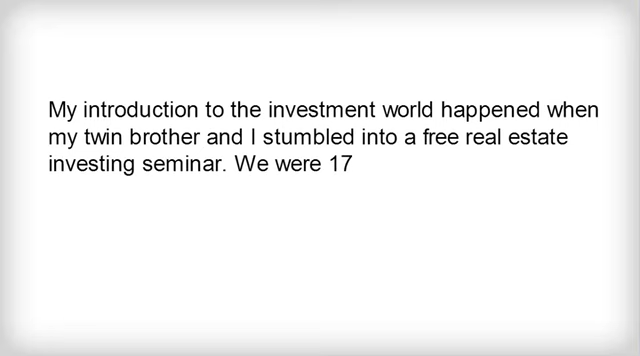 My introduction to the investment world happened when
my twin brother and I stumbled into a free real estate
investing seminar. We were 17